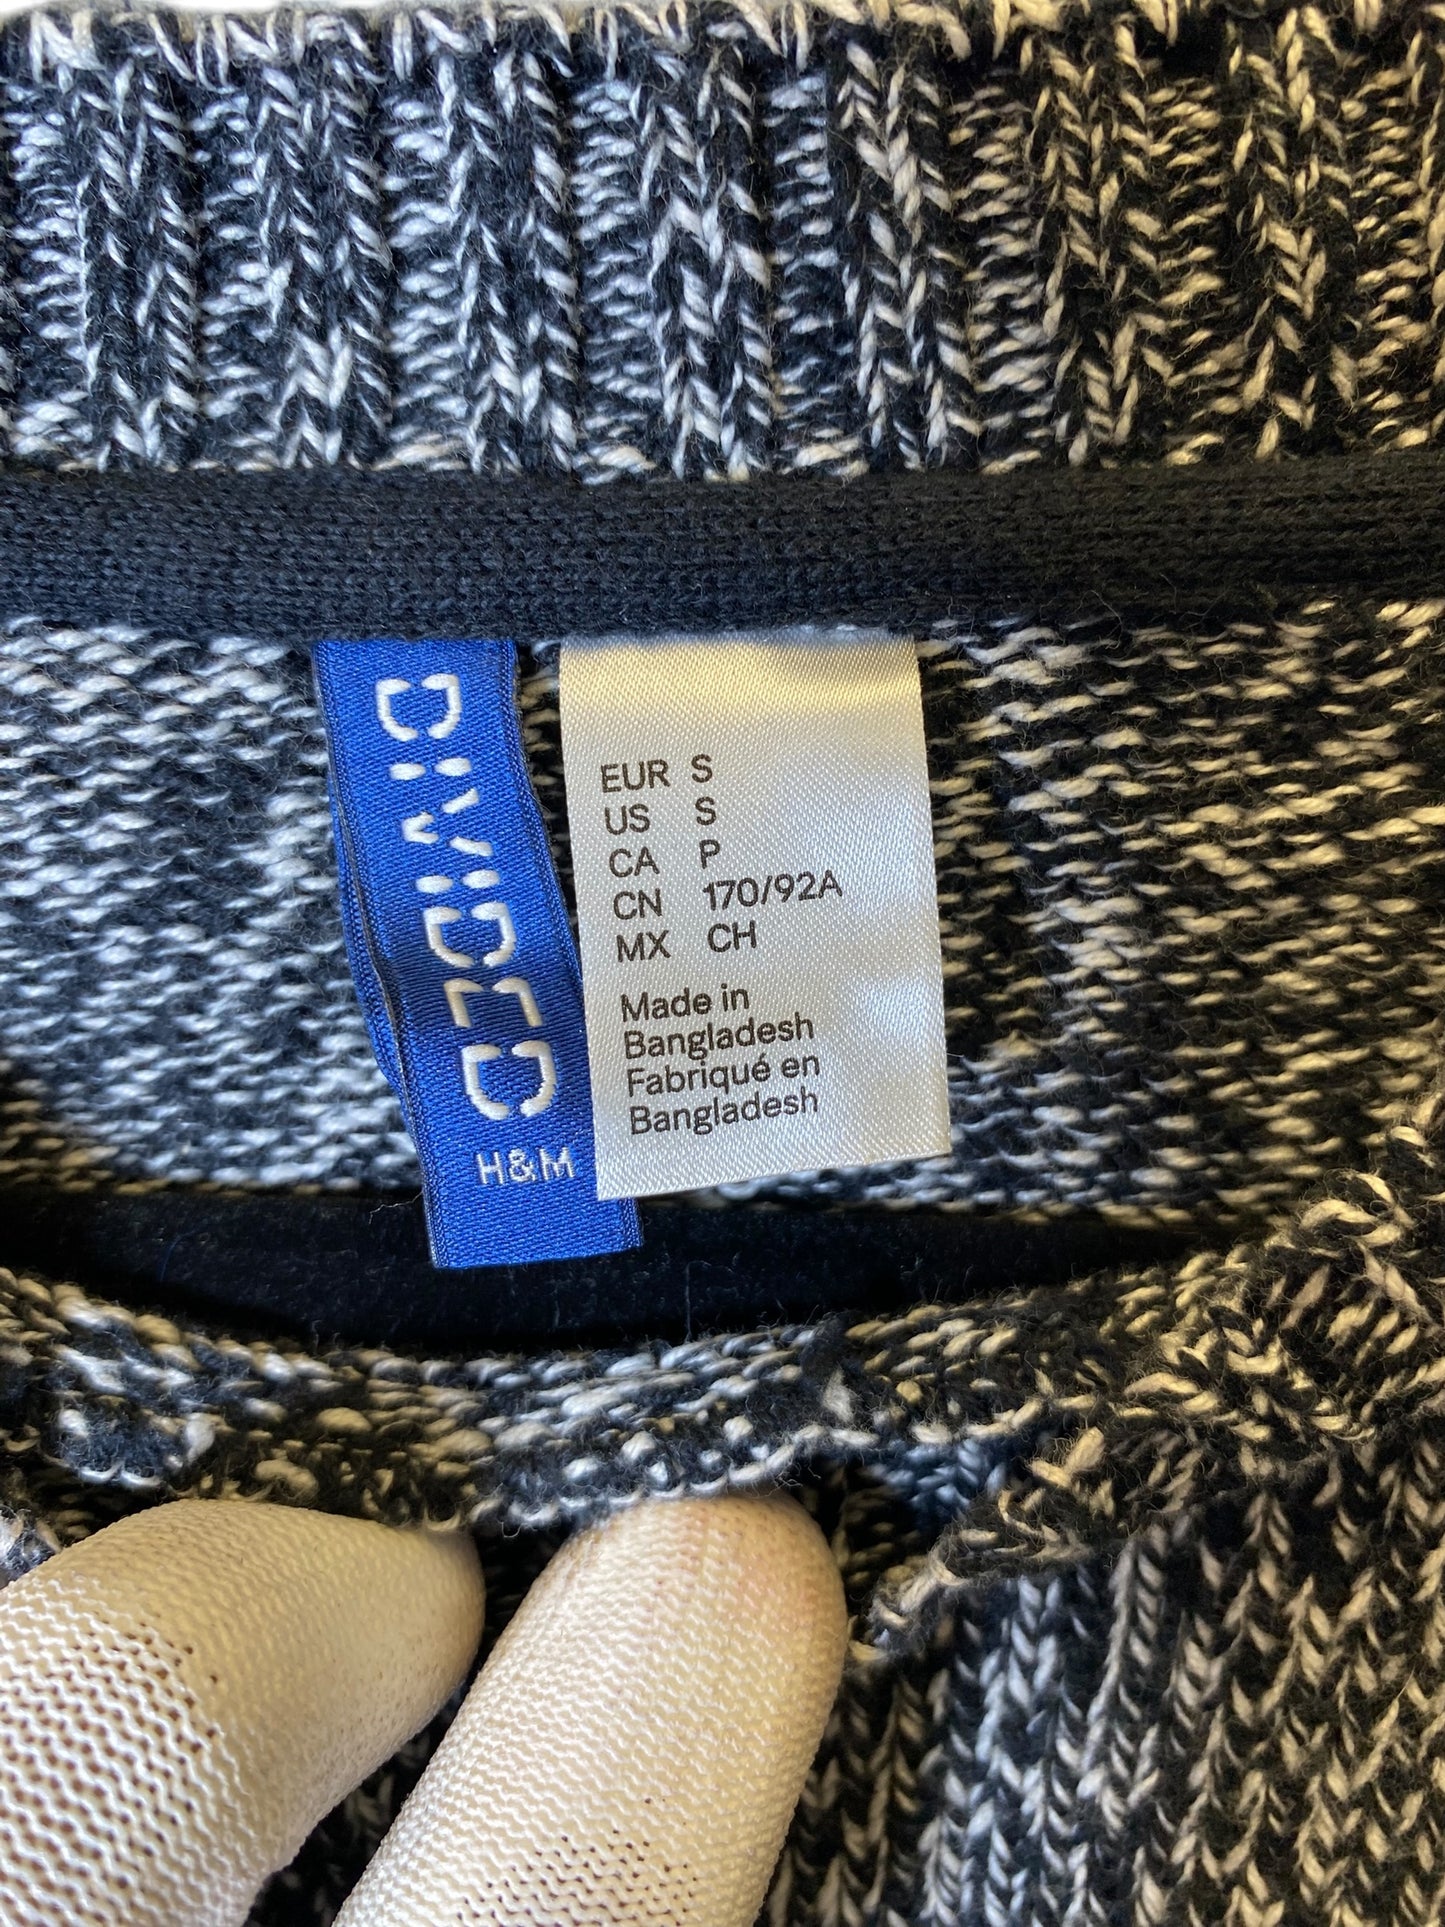 DIVIDED
H&M
EUR S
US S
CA P
CN 170/92A
MX CH
Made in
Bangladesh
Fabriqué en
Bangladesh